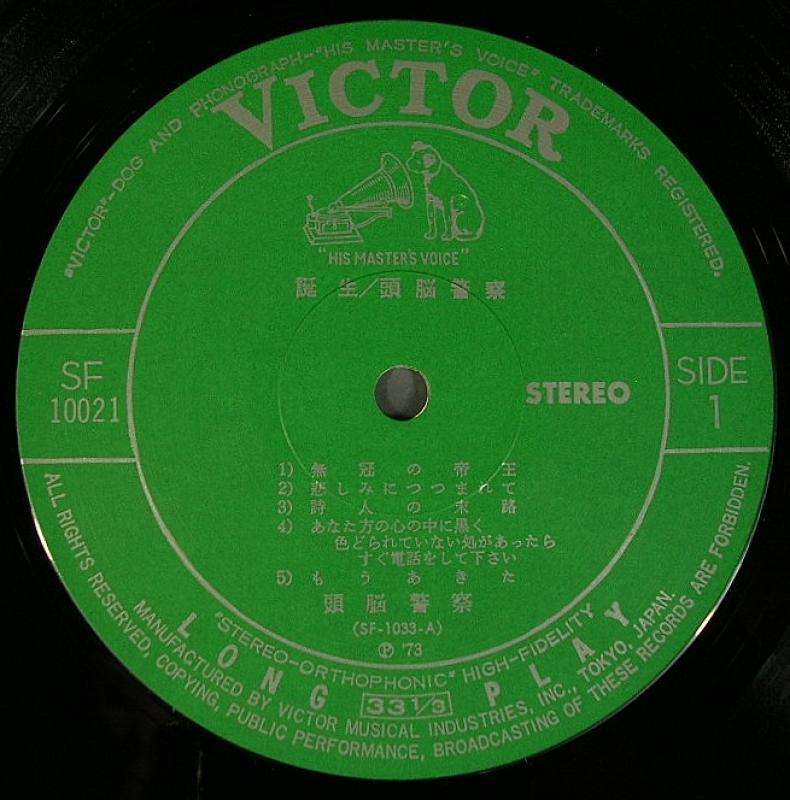 "VICTOR"-DOG AND PHONOGRAPH-"HIS MASTER'S VOICE" TRADEMARKS REGISTERED.
VICTOR
"HIS MASTER'S VOICE"
誕生/頭脳警察
SF
10021
STEREO
SIDE
1
1) 無冠の帝王
2) 悲しみにつつまれて
3) 詩人の末路
4) あなた方の心の中に黒く
色どられていない処があったら
すぐ電話をして下さい
5) もうあきた
頭脳警察
(SF-1033-A)
Ⓟ '73
"STEREO-ORTHOPHONIC" HIGH-FIDELITY
LONG 33 1/3 PLAY
MANUFACTURED BY VICTOR MUSICAL INDUSTRIES, INC., TOKYO, JAPAN.
ALL RIGHTS RESERVED, COPYING, PUBLIC PERFORMANCE, BROADCASTING OF THESE RECORDS ARE FORBIDDEN.